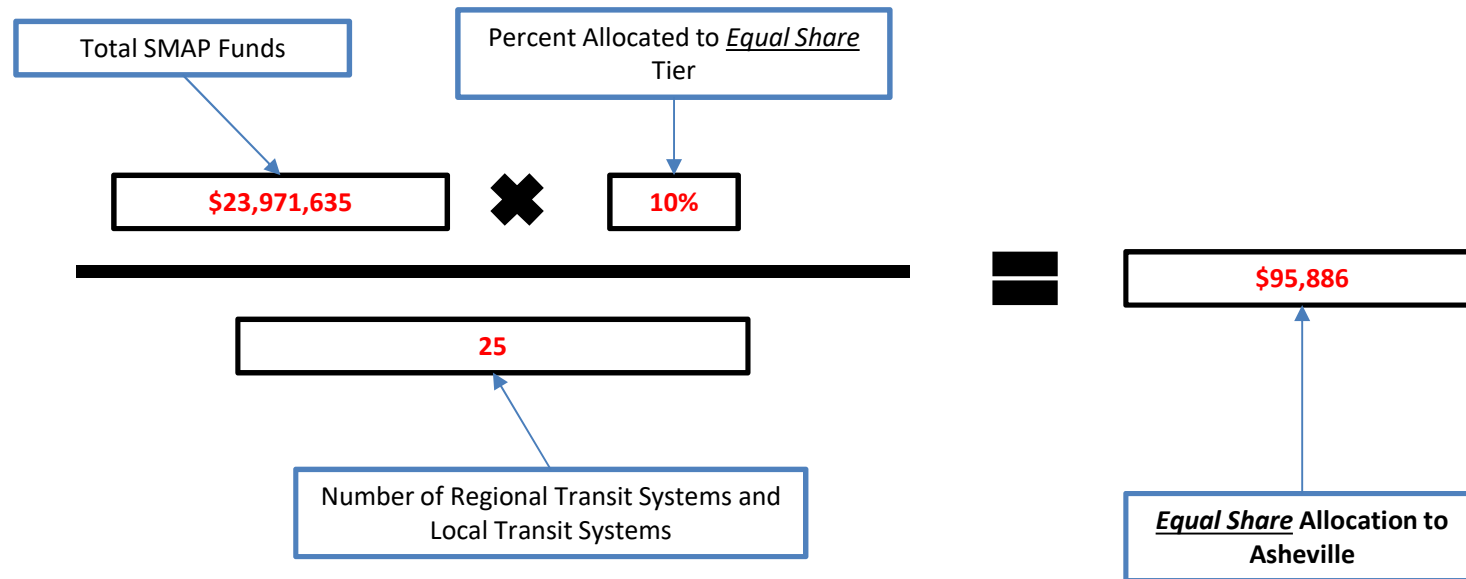 Total SMAP Funds
Percent Allocated to Equal Share
Tier
$23,971,635
10%
$95,886
25
Number of Regional Transit Systems and
Local Transit Systems
Equal Share Allocation to
Asheville